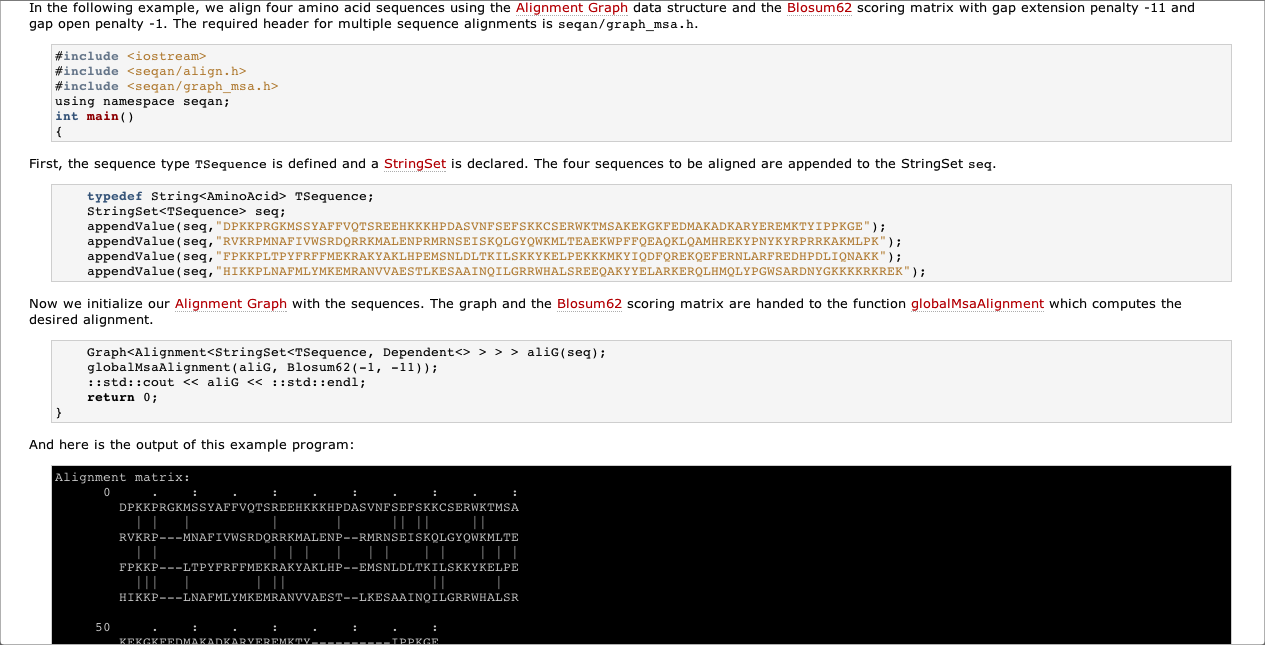 In the following example, we align four amino acid sequences using the Alignment Graph data structure and the Blosum62 scoring matrix with gap extension penalty -11 and
gap open penalty -1. The required header for multiple sequence alignments is seqan/graph_msa.h.
#include <iostream>
#include <seqan/align.h>
#include <seqan/graph_msa.h>
using namespace seqan;
int main()
{
First, the sequence type TSequence is defined and a StringSet is declared. The four sequences to be aligned are appended to the StringSet seq.
    typedef String<AminoAcid> TSequence;
    StringSet<TSequence> seq;
    appendValue(seq,"DPKKPRGKMSSYAFFVQTSREEHKKKHPDASVNFSEFSKKCSERWKTMSAKEKGKFEDMAKADKARYEREMKTYIPPKGE");
    appendValue(seq,"RVKRPMNAFIVWSRDQRRKMALENPRMRNSEISKQLGYQWKMLTEAEKWPFFQEAQKLQAMHREKYPNYKYRPRRKAKMLPK");
    appendValue(seq,"FPKKPLTPYFRFFMEKRAKYAKLHPEMSNLDLTKILSKKYKELPEKKKMKYIQDFQREKQEFERNLARFREDHPDLIQNAKK");
    appendValue(seq,"HIKKPLNAFMLYMKEMRANVVAESTLKESAAINQILGRRWHALSREEQAKYYELARKERQLHMQLYPGWSARDNYGKKKKRKREK");
Now we initialize our Alignment Graph with the sequences. The graph and the Blosum62 scoring matrix are handed to the function globalMsaAlignment which computes the
desired alignment.
    Graph<Alignment<StringSet<TSequence, Dependent<> > > > aliG(seq);
    globalMsaAlignment(aliG, Blosum62(-1, -11));
    ::std::cout << aliG << ::std::endl;
    return 0;
}
And here is the output of this example program:
Alignment matrix:
      0     .    :    .    :    .    :    .    :    .    :
        DPKKPRGKMSSYAFFVQTSREEHKKKHPDASVNFSEFSKKCSERWKTMSA
          | |   |          |       |      || ||     ||
        RVKRP---MNAFIVWSRDQRRKMALENP--RMRNSEISKQLGYQWKMLTE
          | |              | | |   |   | |    | |    | | |
        FPKKP---LTPYFRFFMEKRAKYAKLHP--EMSNLDLTKILSKKYKELPE
          |||   |        | ||                  ||      |
        HIKKP---LNAFMLYMKEMRANVVAEST--LKESAAINQILGRRWHALSR
     50     .    :    .    :    .    :    .    :
        KEKGKFEDMAKADKARYEREMKTY----------IPPKGE